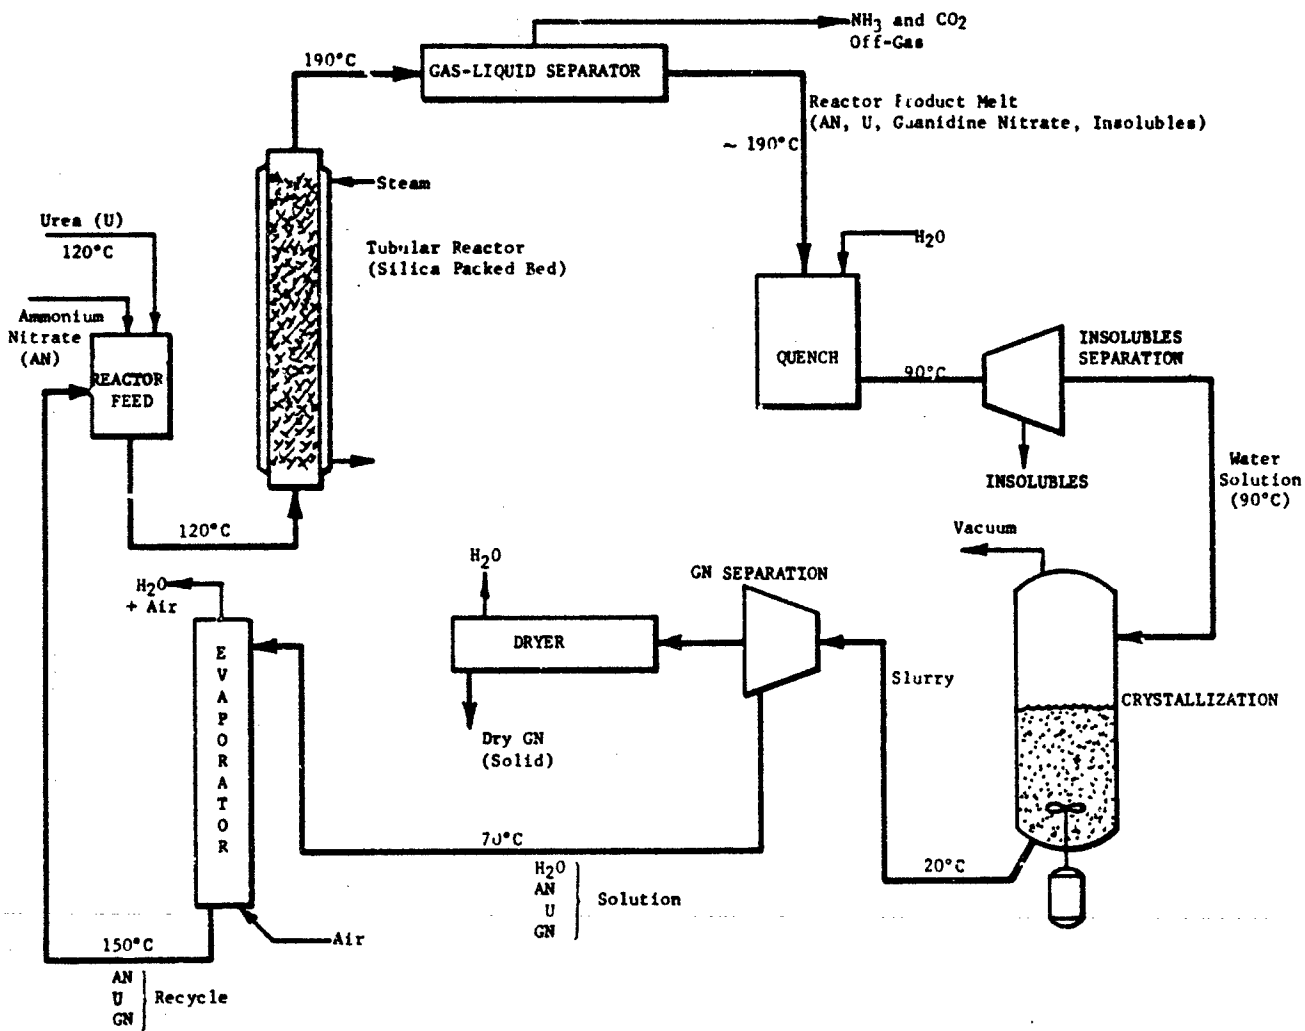 NH3 and CO2
Off-Gas
190°C
GAS-LIQUID SEPARATOR
Reactor Product Melt
(AN, U, Guanidine Nitrate, Insolubles)
~ 190°C
Steam
Urea (U)
120°C
Tubular Reactor
(Silica Packed Bed)
H2O
Ammonium
Nitrate
(AN)
REACTOR
FEED
QUENCH
90°C
INSOLUBLES
SEPARATION
INSOLUBLES
Water
Solution
(90°C)
120°C
Vacuum
H2O
GN SEPARATION
H2O
+ Air
DRYER
EVAPORATOR
Slurry
CRYSTALLIZATION
Dry GN
(Solid)
70°C
20°C
H2O
AN
U
GN
Solution
Air
150°C
AN
U
GN
Recycle